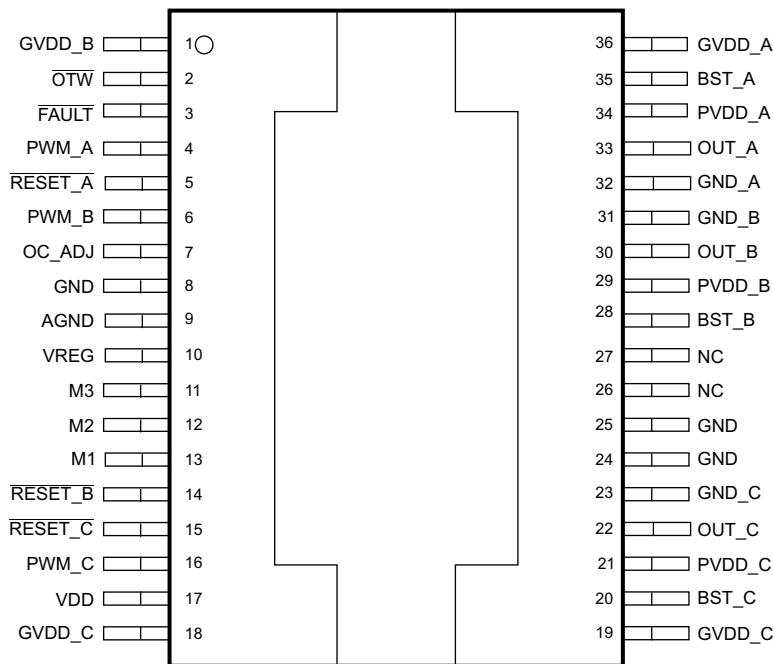 GVDD_B 1 36 GVDD_A
OTW 2 35 BST_A
FAULT 3 34 PVDD_A
PWM_A 4 33 OUT_A
RESET_A 5 32 GND_A
PWM_B 6 31 GND_B
OC_ADJ 7 30 OUT_B
GND 8 29 PVDD_B
AGND 9 28 BST_B
VREG 10 27 NC
M3 11 26 NC
M2 12 25 GND
M1 13 24 GND
RESET_B 14 23 GND_C
RESET_C 15 22 OUT_C
PWM_C 16 21 PVDD_C
VDD 17 20 BST_C
GVDD_C 18 19 GVDD_C